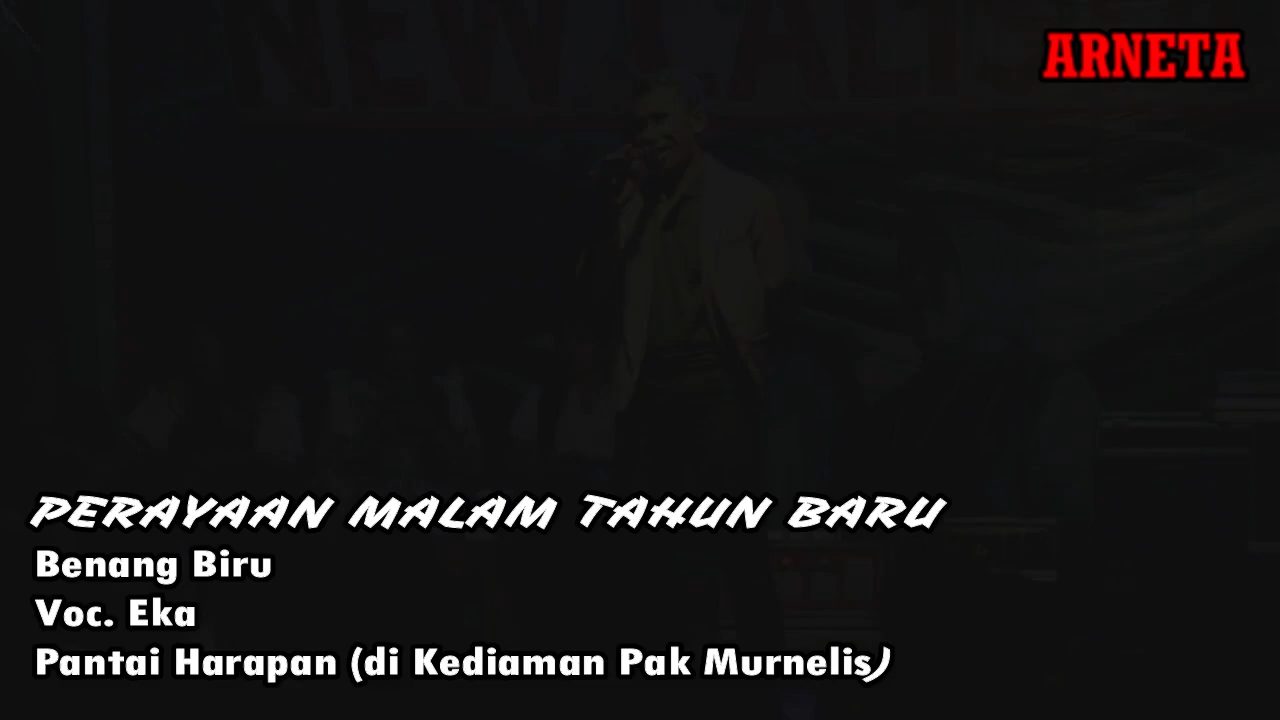 ARNETA
PERAYAAN MALAM TAHUN BARU
Benang Biru
Voc. Eka
Pantai Harapan (di Kediaman Pak Murnelis)